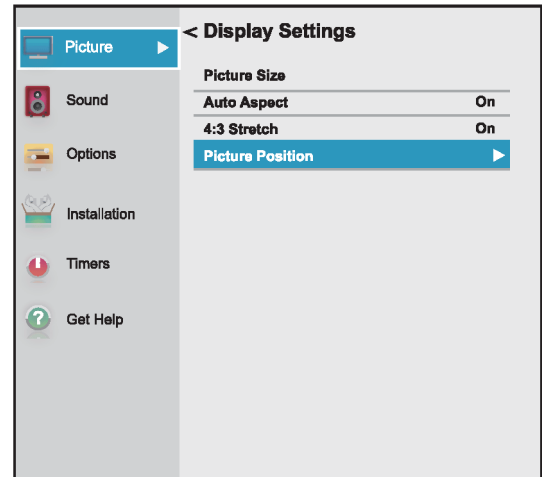 Picture
Sound
Options
Installation
Timers
? Get Help
< Display Settings
Picture Size
Auto Aspect On
4:3 Stretch On
Picture Position